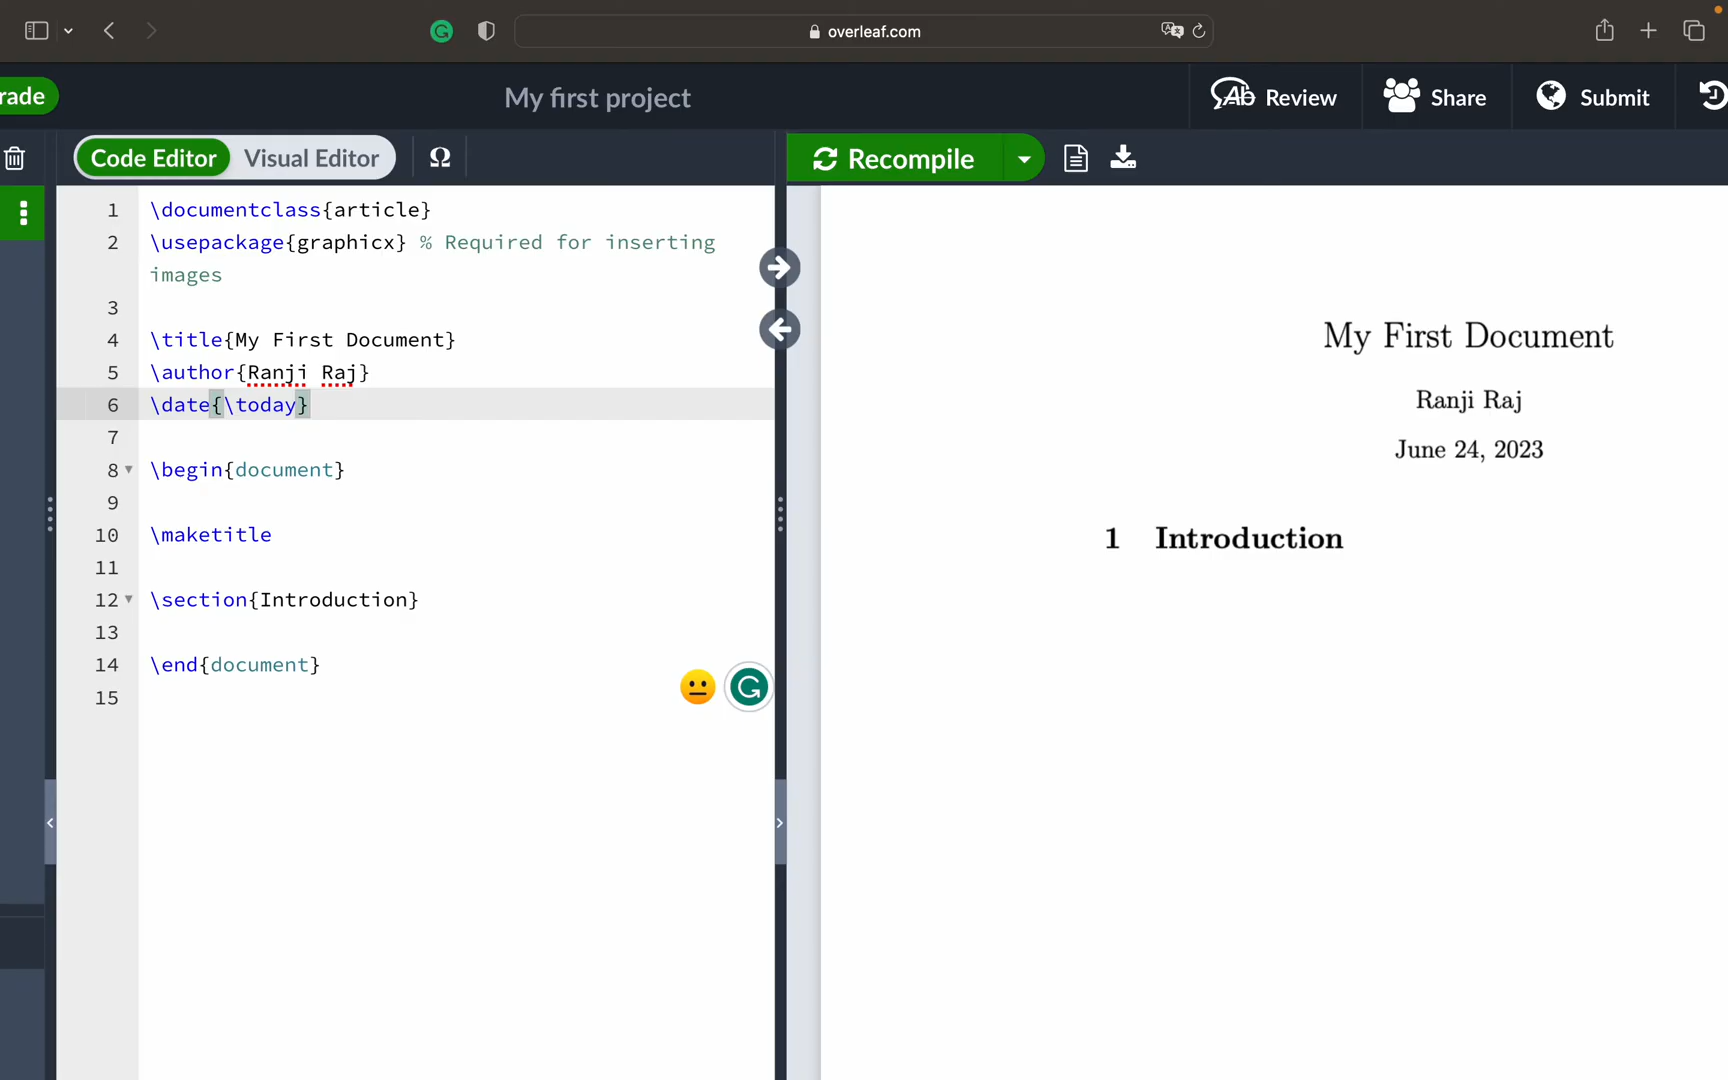 overleaf.com
rade
My first project
Review
Share
Submit
Code Editor
Visual Editor
Ω
Recompile
1 \documentclass{article}
2 \usepackage{graphicx} % Required for inserting
images
3
4 \title{My First Document}
5 \author{Ranji Raj}
6 \date{\today}
7
8 \begin{document}
9
10 \maketitle
11
12 \section{Introduction}
13
14 \end{document}
15
My First Document
Ranji Raj
June 24, 2023
1 Introduction